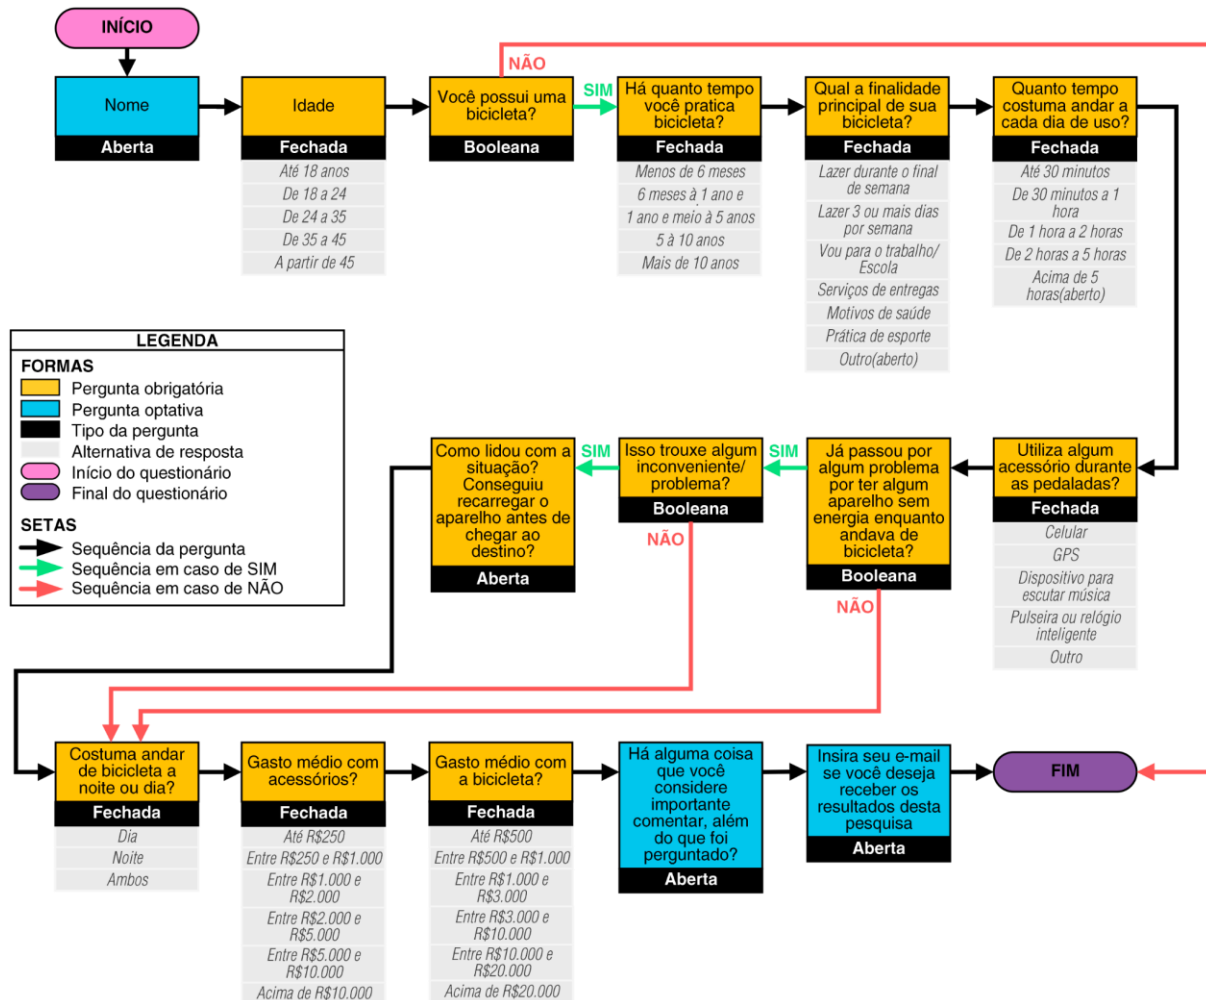 INÍCIO
Nome
Aberta
Idade
Fechada
Até 18 anos
De 18 a 24
De 24 a 35
De 35 a 45
A partir de 45
Você possui uma
bicicleta?
Booleana
NÃO
SIM
Há quanto tempo
você pratica
bicicleta?
Fechada
Menos de 6 meses
6 meses à 1 ano e
1 ano e meio à 5 anos
5 à 10 anos
Mais de 10 anos
Qual a finalidade
principal de sua
bicicleta?
Fechada
Lazer durante o final
de semana
Lazer 3 ou mais dias
por semana
Vou para o trabalho/
Escola
Serviços de entregas
Motivos de saúde
Prática de esporte
Outro(aberto)
Quanto tempo
costuma andar a
cada dia de uso?
Fechada
Até 30 minutos
De 30 minutos a 1
hora
De 1 hora a 2 horas
De 2 horas a 5 horas
Acima de 5
horas(aberto)
LEGENDA
FORMAS
Pergunta obrigatória
Pergunta optativa
Tipo da pergunta
Alternativa de resposta
Início do questionário
Final do questionário
SETAS
Sequência da pergunta
Sequência em caso de SIM
Sequência em caso de NÃO
Como lidou com a
situação?
Conseguiu
recarregar o
aparelho antes de
chegar ao
destino?
Aberta
SIM
Isso trouxe algum
inconveniente/
problema?
Booleana
NÃO
SIM
Já passou por
algum problema
por ter algum
aparelho sem
energia enquanto
andava de
bicicleta?
Booleana
NÃO
Utiliza algum
acessório durante
as pedaladas?
Fechada
Celular
GPS
Dispositivo para
escutar música
Pulseira ou relógio
inteligente
Outro
Costuma andar
de bicicleta a
noite ou dia?
Fechada
Dia
Noite
Ambos
Gasto médio com
acessórios?
Fechada
Até R$250
Entre R$250 e R$1.000
Entre R$1.000 e
R$2.000
Entre R$2.000 e
R$5.000
Entre R$5.000 e
R$10.000
Acima de R$10.000
Gasto médio com
a bicicleta?
Fechada
Até R$500
Entre R$500 e R$1.000
Entre R$1.000 e
R$3.000
Entre R$3.000 e
R$10.000
Entre R$10.000 e
R$20.000
Acima de R$20.000
Há alguma coisa
que você
considere
importante
comentar, além
do que foi
perguntado?
Aberta
Insira seu e-mail
se você deseja
receber os
resultados desta
pesquisa
Aberta
FIM